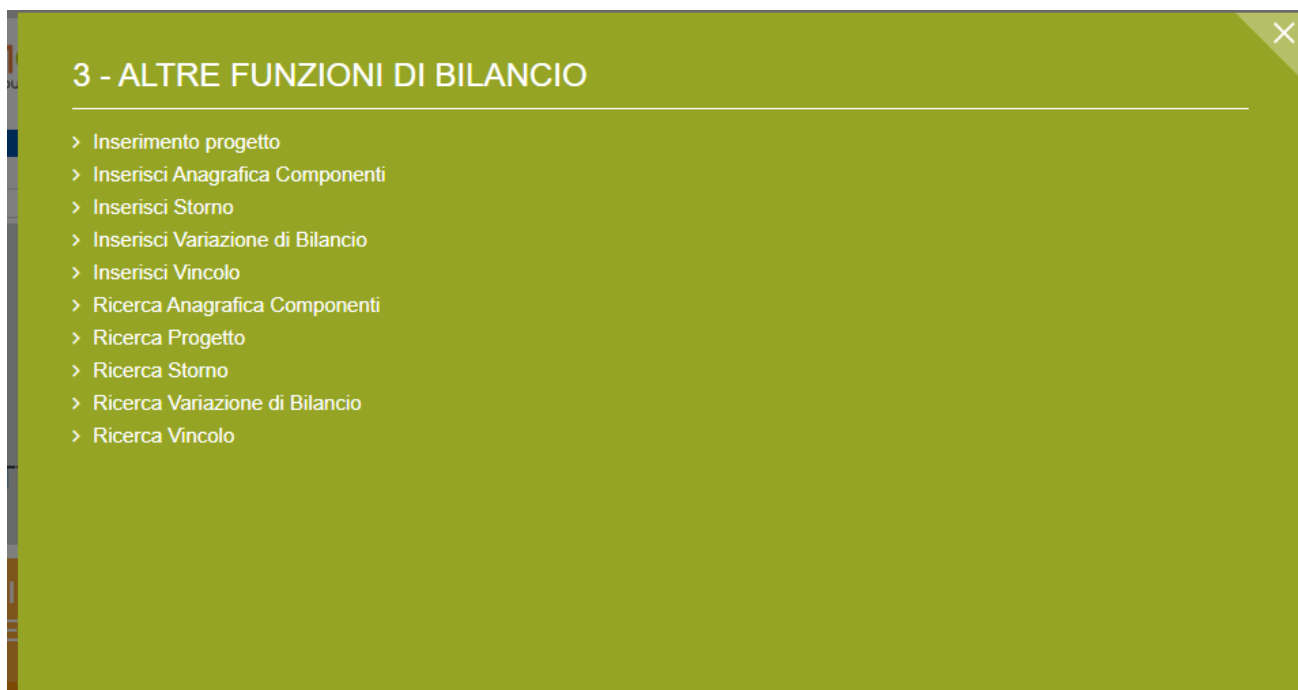 3 - ALTRE FUNZIONI DI BILANCIO
Inserimento progetto
Inserisci Anagrafica Componenti
Inserisci Storno
Inserisci Variazione di Bilancio
Inserisci Vincolo
Ricerca Anagrafica Componenti
Ricerca Progetto
Ricerca Storno
Ricerca Variazione di Bilancio
Ricerca Vincolo